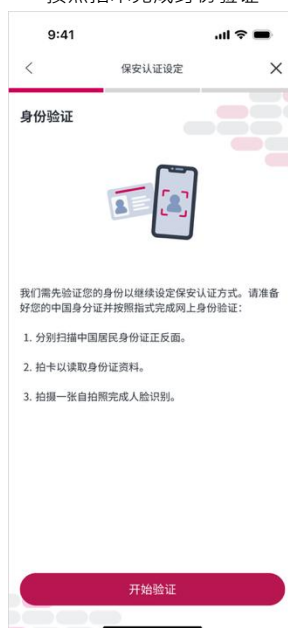 按照指示完成身份验证
9:41
保安认证设定
身份验证
我们需先验证您的身份以继续设定保安认证方式。请准备
好您的中国身分证并按照指式完成网上身份验证：
1. 分别扫描中国居民身份证正反面。
2. 拍卡以读取身份证资料。
3. 拍摄一张自拍照完成人脸识别。
开始验证